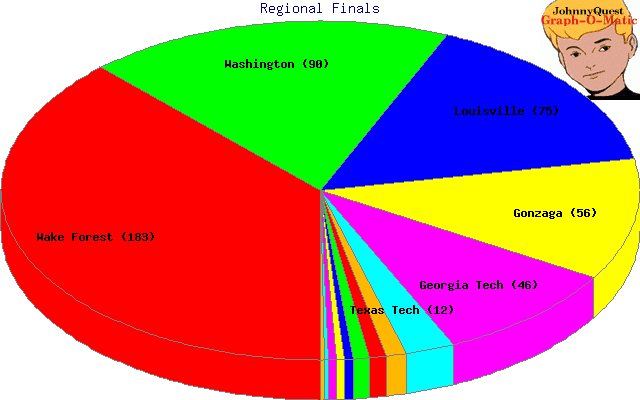 Regional Finals
JohnnyQuest
Graph-O-Matic
Washington (90)
Louisville (75)
Gonzaga (56)
Wake Forest (183)
Georgia Tech (46)
Texas Tech (12)